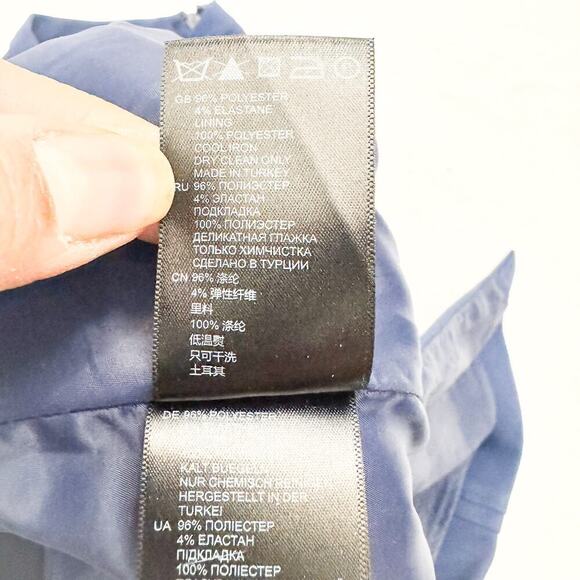 GB 96% POLYESTER
4% ELASTANE
LINING
100% POLYESTER
COOL IRON
DRY CLEAN ONLY
MADE IN TURKEY
RU 96% ПОЛИЭСТЕР
4% ЭЛАСТАН
ПОДКЛАДКА
100% ПОЛИЭСТЕР
ДЕЛИКАТНАЯ ГЛАЖКА
ТОЛЬКО ХИМЧИСТКА
СДЕЛАНО В ТУРЦИИ
CN 96% 涤纶
4% 弹性纤维
里料
100% 涤纶
低温熨
只可干洗
土耳其
DE 96% POLYESTER
KALT BUEGELN
NUR CHEMISCH REINIGEN
HERGESTELLT IN DER
TURKEI
UA 96% ПОЛІЕСТЕР
4% ЕЛАСТАН
ПІДКЛАДКА
100% ПОЛІЕСТЕР